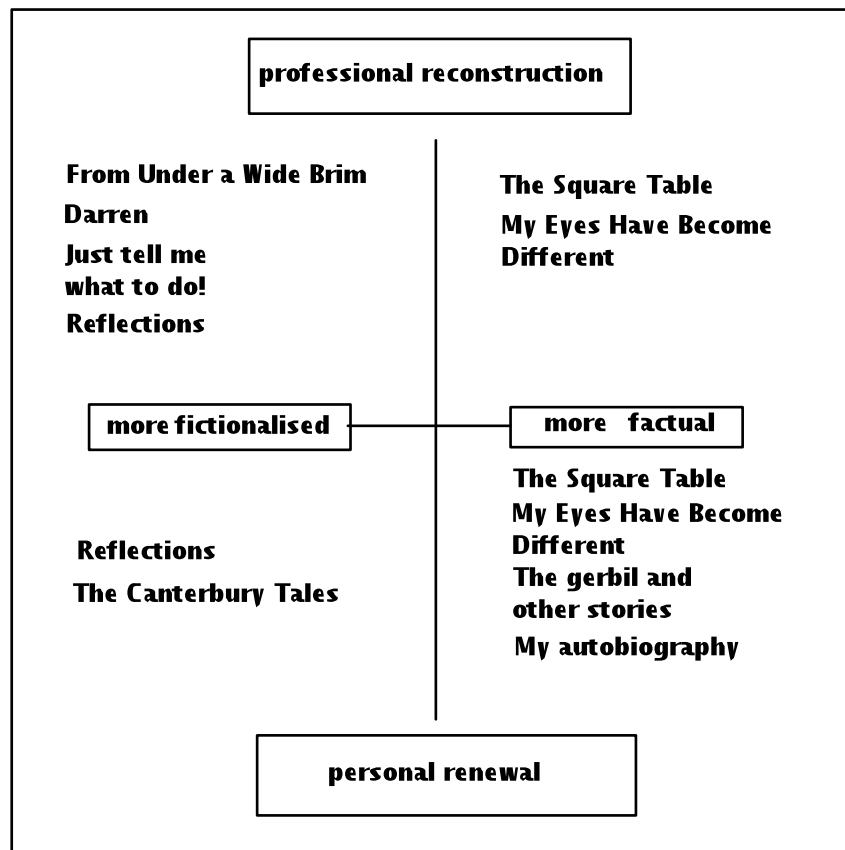 professional reconstruction
From Under a Wide Brim
Darren
Just tell me
what to do!
Reflections
The Square Table
My Eyes Have Become
Different
more fictionalised
more factual
Reflections
The Canterbury Tales
The Square Table
My Eyes Have Become
Different
The gerbil and
other stories
My autobiography
personal renewal